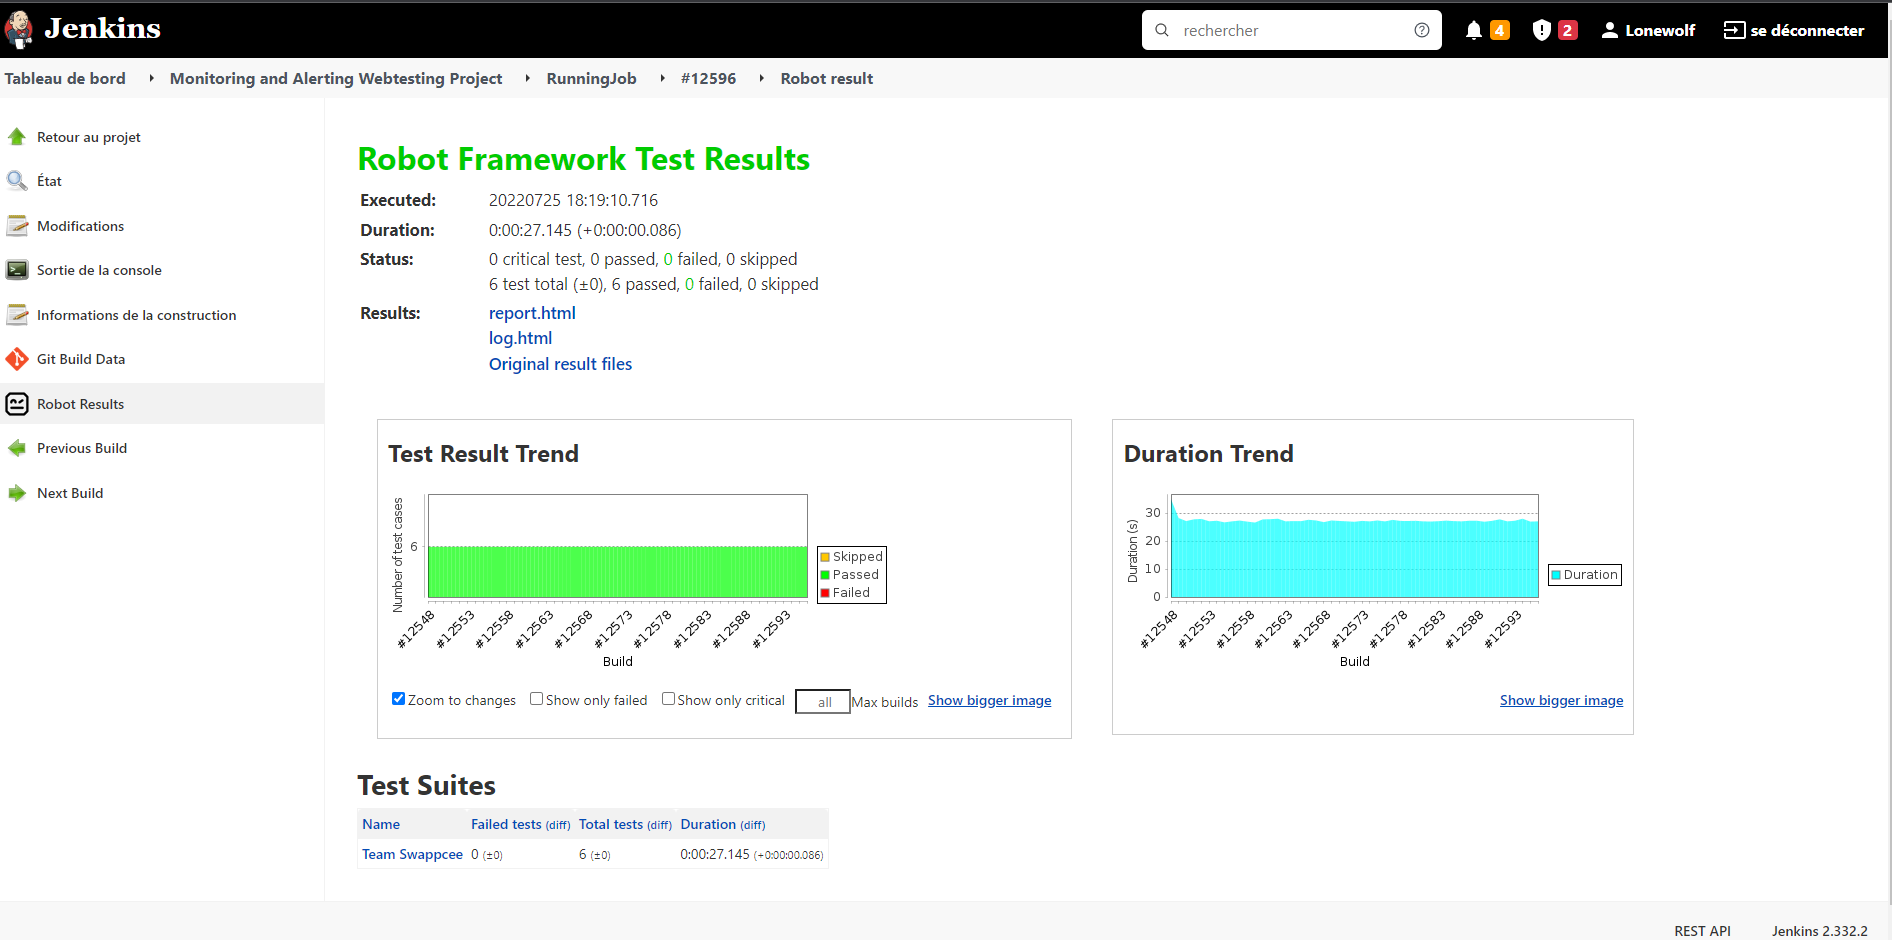 Jenkins
rechercher
4
2
Lonewolf
se déconnecter
Tableau de bord
Monitoring and Alerting Webtesting Project
RunningJob
#12596
Robot result
Retour au projet
État
Modifications
Sortie de la console
Informations de la construction
Git Build Data
Robot Results
Previous Build
Next Build
Robot Framework Test Results
Executed: 20220725 18:19:10.716
Duration: 0:00:27.145 (+0:00:00.086)
Status: 0 critical test, 0 passed, 0 failed, 0 skipped
6 test total (±0), 6 passed, 0 failed, 0 skipped
Results: report.html
log.html
Original result files
Test Result Trend
Number of test cases
6
Skipped
Passed
Failed
#12548 #12553 #12558 #12563 #12568 #12573 #12578 #12583 #12588 #12593
Build
Zoom to changes Show only failed Show only critical all Max builds Show bigger image
Duration Trend
Duration (s)
30
20
10
0
Duration
#12548 #12553 #12558 #12563 #12568 #12573 #12578 #12583 #12588 #12593
Build
Show bigger image
Test Suites
Name Failed tests (diff) Total tests (diff) Duration (diff)
Team Swappcee 0 (±0) 6 (±0) 0:00:27.145 (+0:00:00.086)
REST API Jenkins 2.332.2